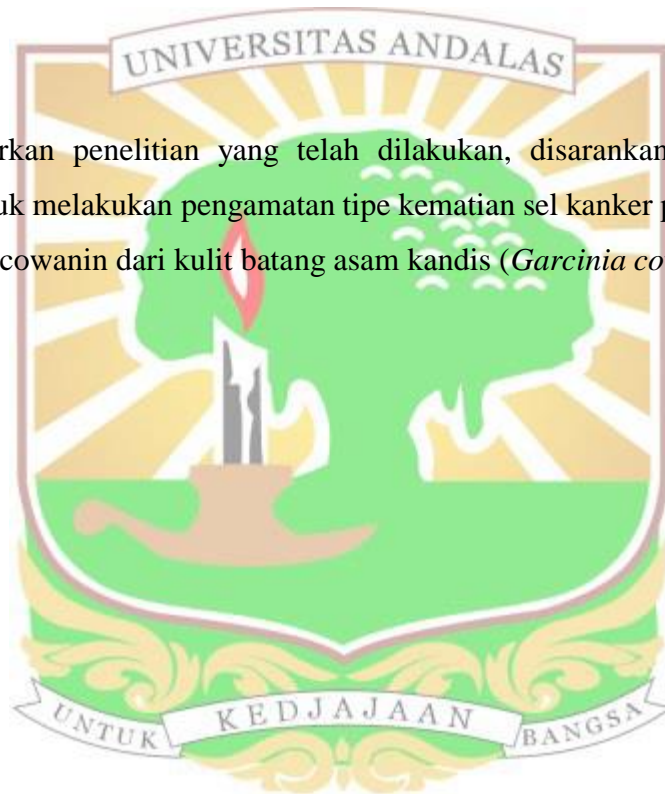 UNIVERSITAS ANDALAS
rkan penelitian yang telah dilakukan, disarankan
uk melakukan pengamatan tipe kematian sel kanker p
cowanin dari kulit batang asam kandis (Garcinia co
UNTUK KEDJAJAAN BANGSA